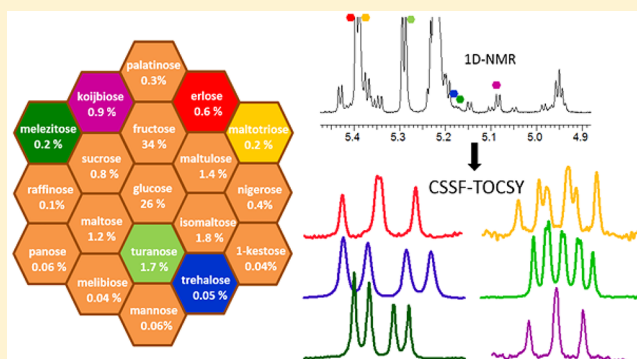 palatinose
0.3%
koijbiose
0.9 %
erlose
0.6 %
melezitose
0.2 %
fructose
34 %
maltotriose
0.2 %
sucrose
0.8 %
maltulose
1.4 %
raffinose
0.1%
glucose
26 %
nigerose
0.4%
maltose
1.2 %
isomaltose
1.8 %
panose
0.06 %
turanose
1.7 %
1-kestose
0.04%
melibiose
0.04 %
trehalose
0.05 %
mannose
0.06%
1D-NMR
5.4 5.3 5.2 5.1 5.0 4.9
CSSF-TOCSY